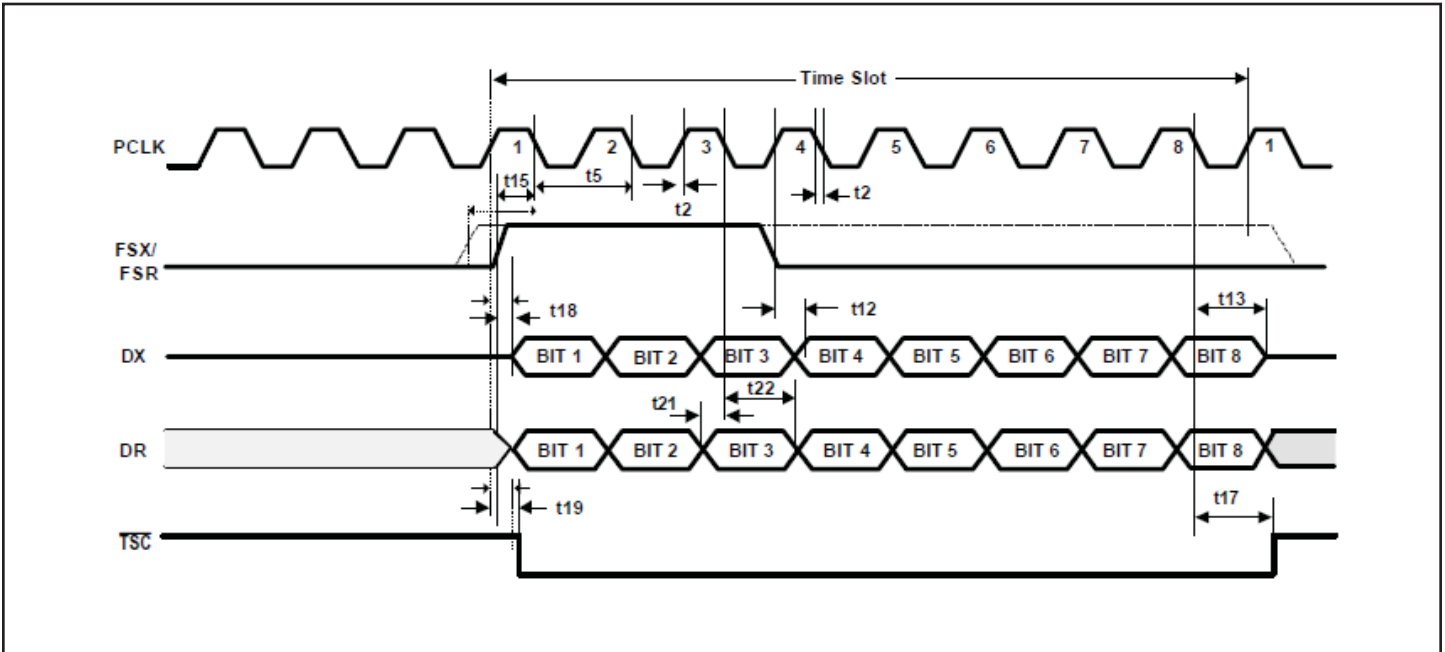 Time Slot
PCLK 1 2 3 4 5 6 7 8 1
t15 t5 t2 t2
FSX/
FSR
t18 t12 t13
DX BIT 1 BIT 2 BIT 3 BIT 4 BIT 5 BIT 6 BIT 7 BIT 8
t21 t22
DR BIT 1 BIT 2 BIT 3 BIT 4 BIT 5 BIT 6 BIT 7 BIT 8
t19 t17
TSC